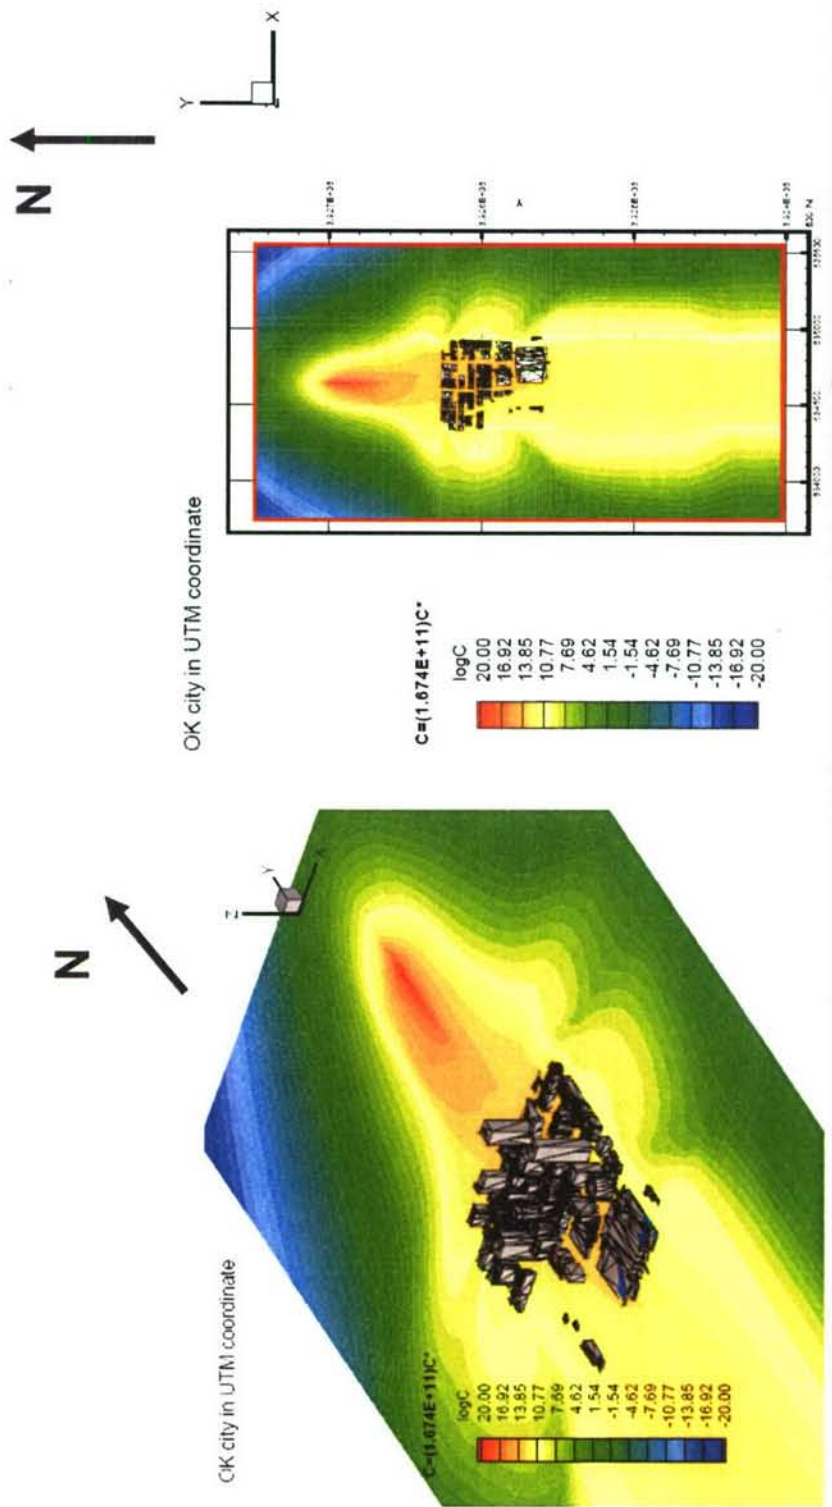 N
Y
X
OK city in UTM coordinate
C=(1.674E+11)C*
logC
20.00
16.92
13.85
10.77
7.69
4.62
1.54
-1.54
-4.62
-7.69
-10.77
-13.85
-16.92
-20.00
634000
634500
635000
N
Z
Y
X
OK city in UTM coordinate
C=(1.674E+11)C*
logC
20.00
16.92
13.85
10.77
7.69
4.62
1.54
-1.54
-4.62
-7.69
-10.77
-13.85
-16.92
-20.00